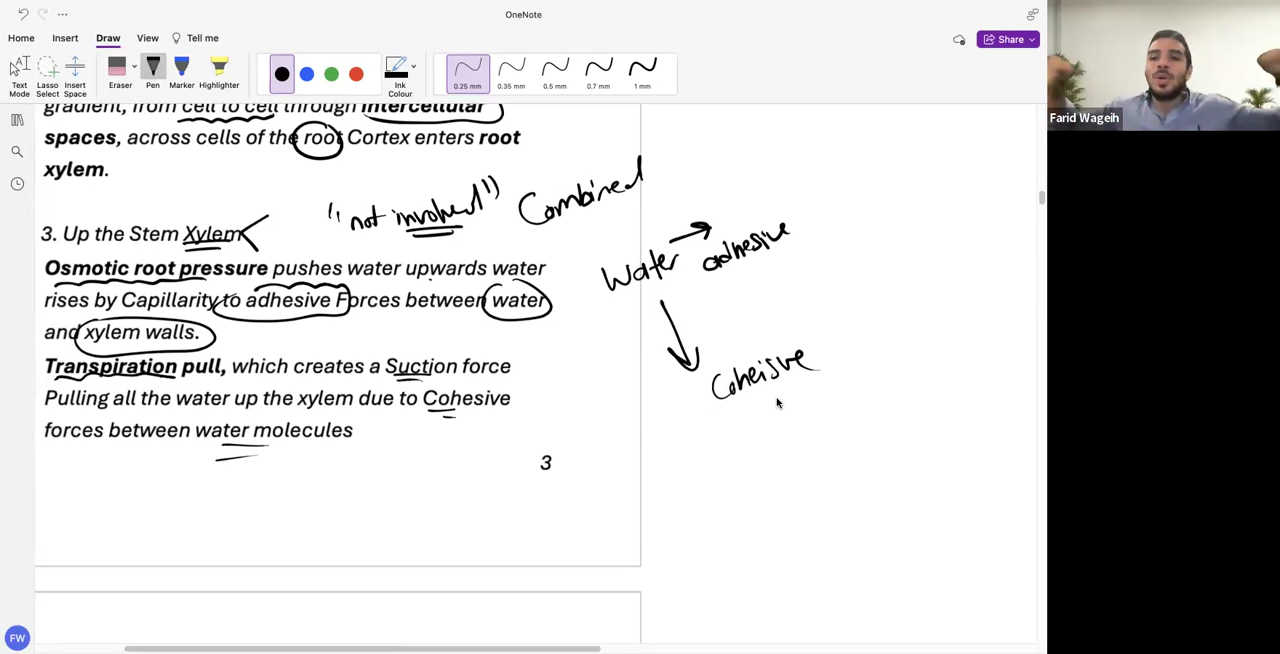 OneNote
Home Insert Draw View Tell me
Share
Text Mode
Lasso Select
Insert Space
Eraser
Pen
Marker
Highlighter
Ink Colour
0.25 mm 0.35 mm 0.5 mm 0.7 mm 1 mm
Farid Wageih
gradient, from cell to cell through intercellular
spaces, across cells of the root Cortex enters root
xylem.
"not involved" Combined
3. Up the Stem Xylem
Water → adhesive
Osmotic root pressure pushes water upwards water
rises by Capillarity to adhesive Forces between water
and xylem walls.
Coheisve
Transpiration pull, which creates a Suction force
Pulling all the water up the xylem due to Cohesive
forces between water molecules
3
FW